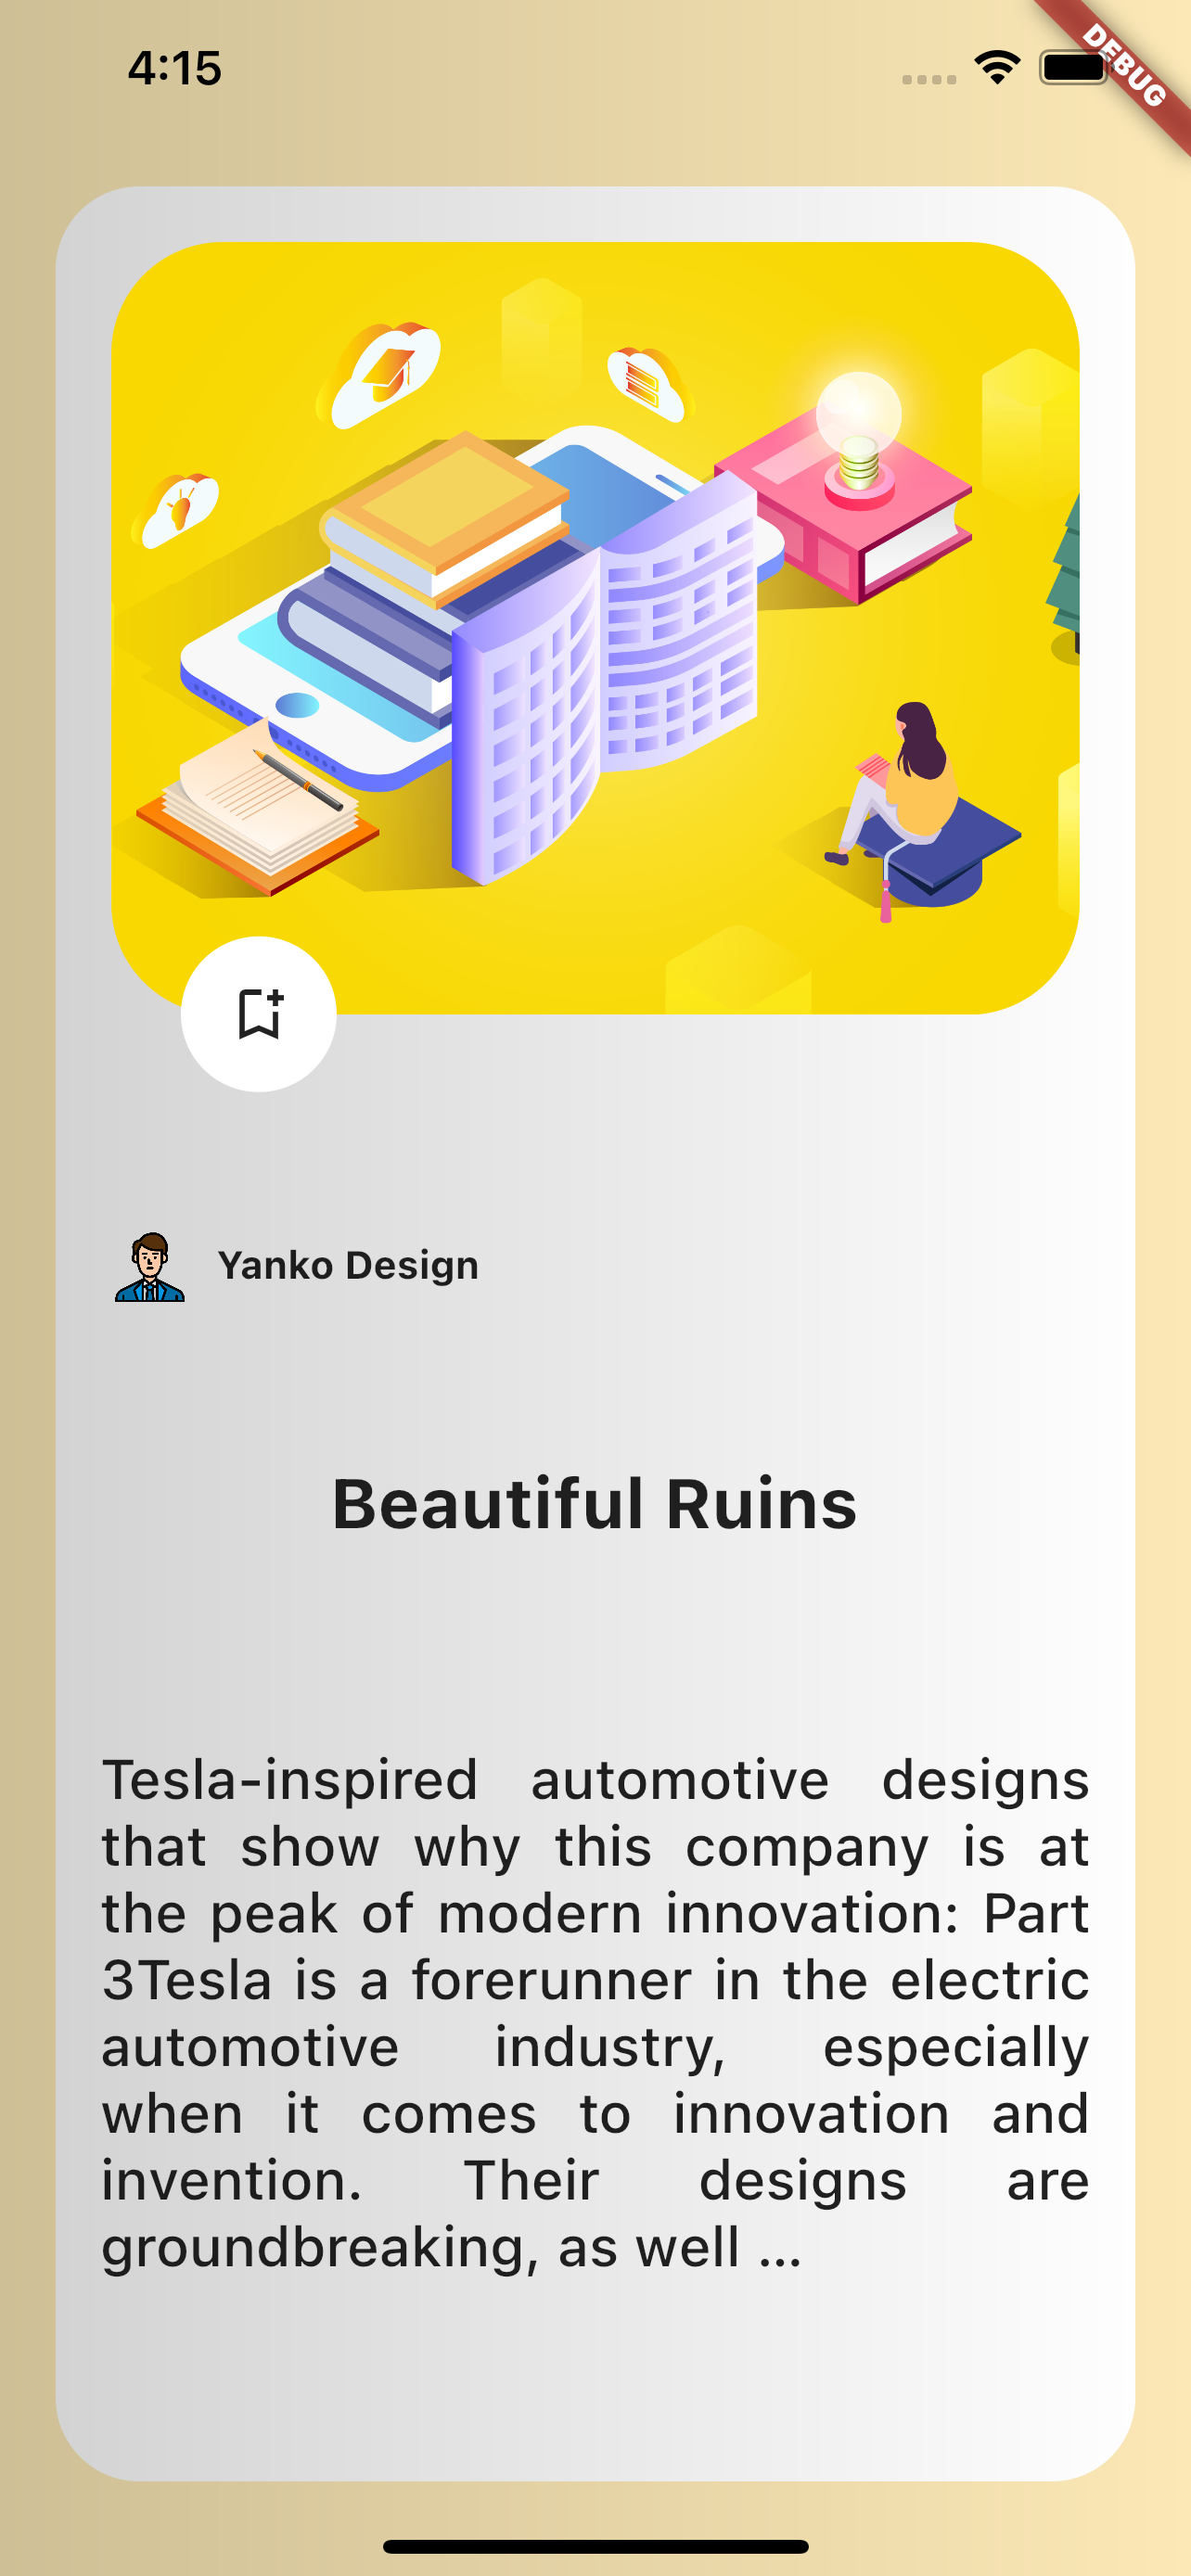 4:15
DEBUG
Yanko Design
Beautiful Ruins
Tesla-inspired automotive designs
that show why this company is at
the peak of modern innovation: Part
3Tesla is a forerunner in the electric
automotive industry, especially
when it comes to innovation and
invention. Their designs are
groundbreaking, as well ...